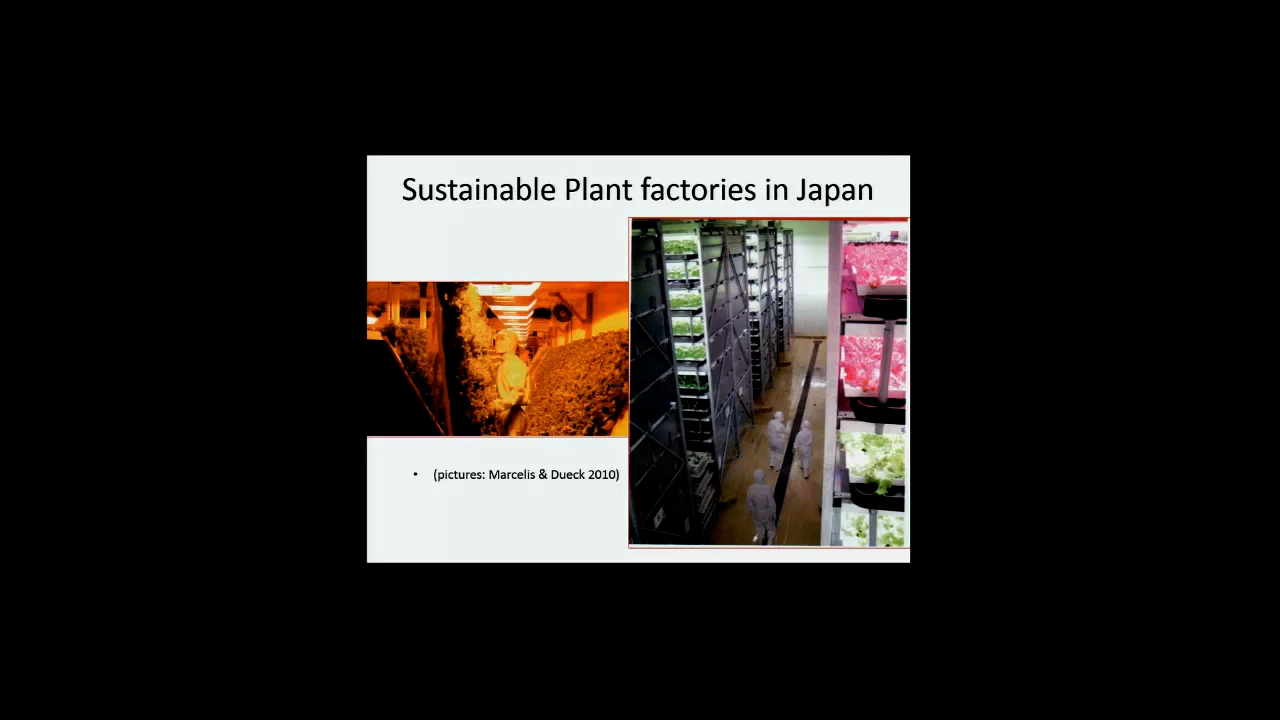 Sustainable Plant factories in Japan
• (pictures: Marcelis & Dueck 2010)